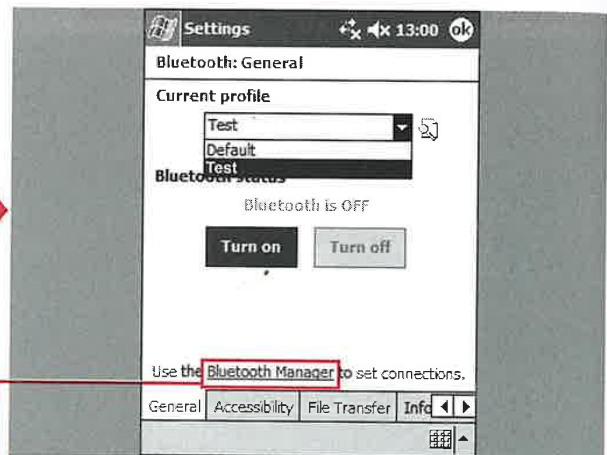 Settings 13:00 ok
Bluetooth: General
Current profile
Test
Default
Test
Bluetooth status
Bluetooth is OFF
Turn on Turn off
Use the Bluetooth Manager to set connections.
General Accessibility File Transfer Info